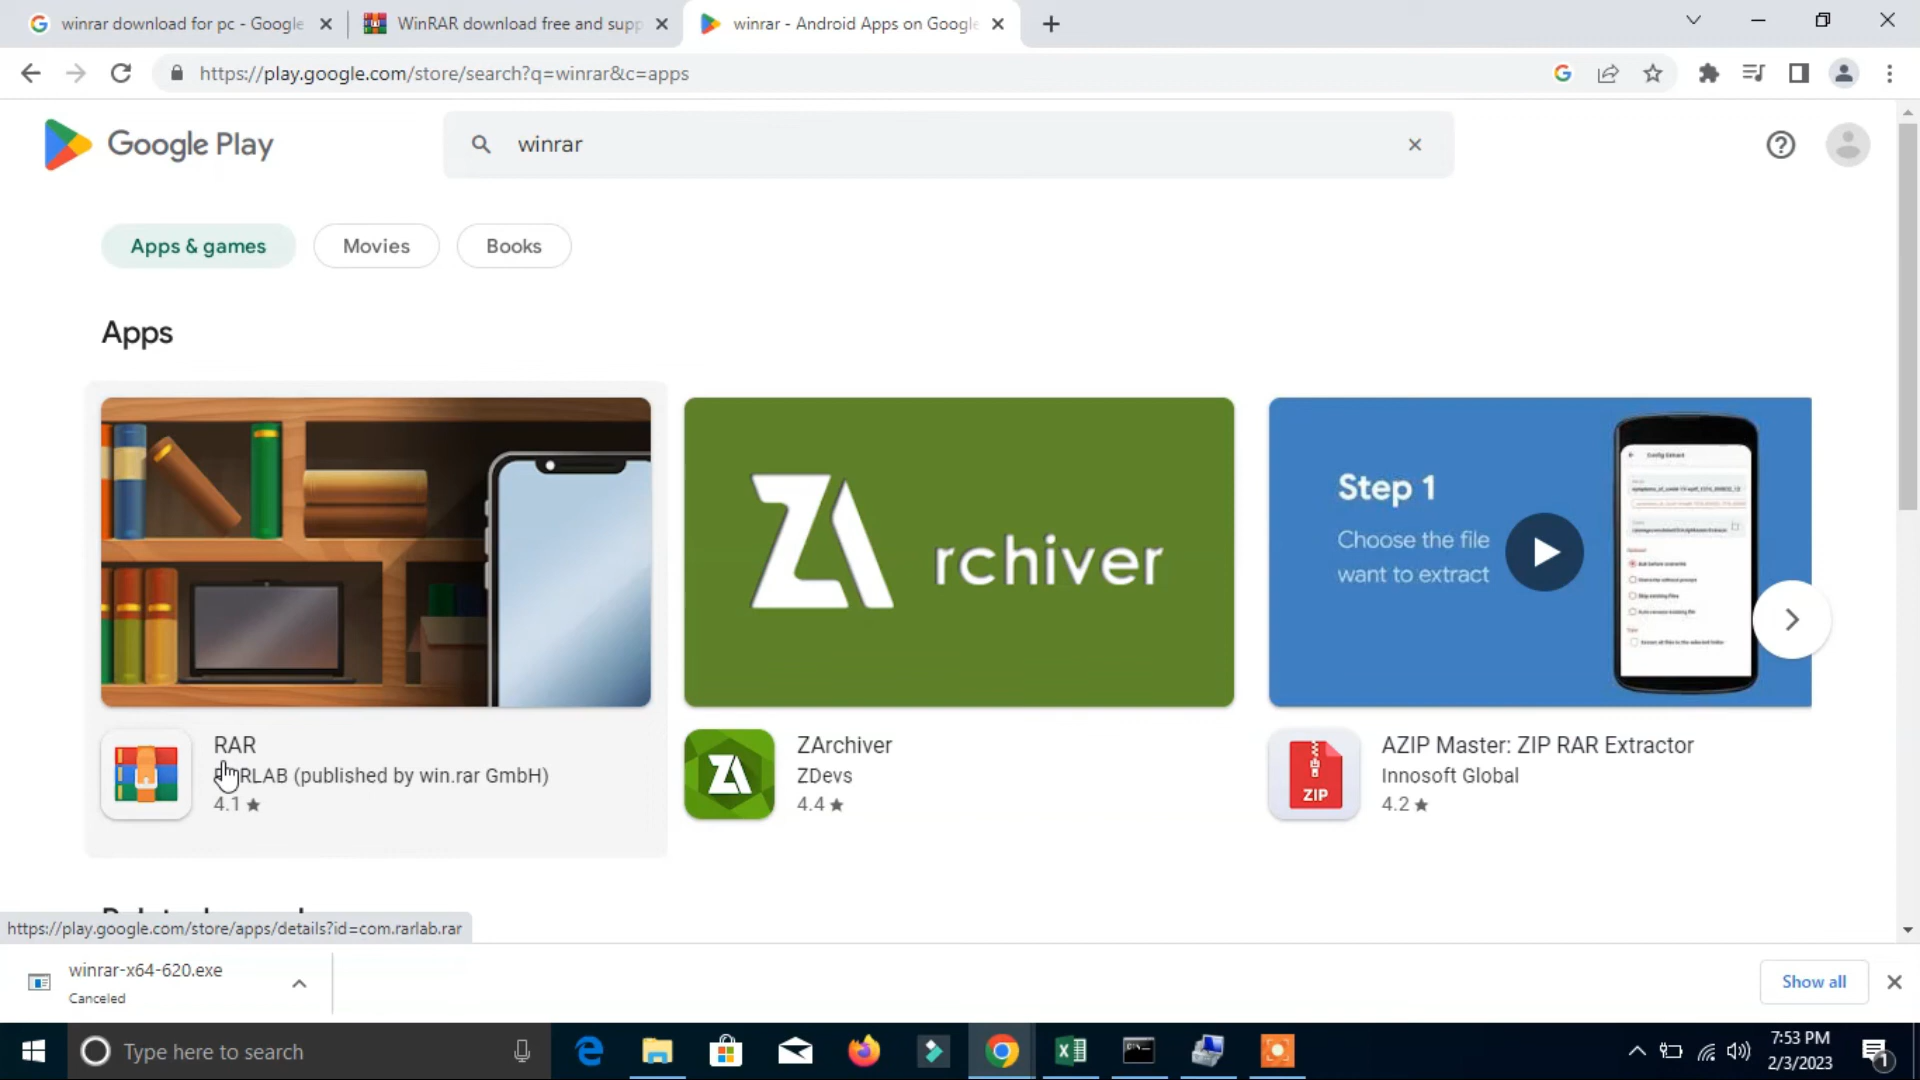 winrar download for pc - Google
WinRAR download free and supp
winrar - Android Apps on Google
https://play.google.com/store/search?q=winrar&c=apps
Google Play
winrar
Apps & games
Movies
Books
Apps
ZA rchiver
Step 1
Choose the file
want to extract
Config Extract
RAR
RLAB (published by win.rar GmbH)
4.1 ★
ZArchiver
ZDevs
4.4 ★
ZIP
AZIP Master: ZIP RAR Extractor
Innosoft Global
4.2 ★
https://play.google.com/store/apps/details?id=com.rarlab.rar
winrar-x64-620.exe
Canceled
Show all
Type here to search
7:53 PM
2/3/2023
1